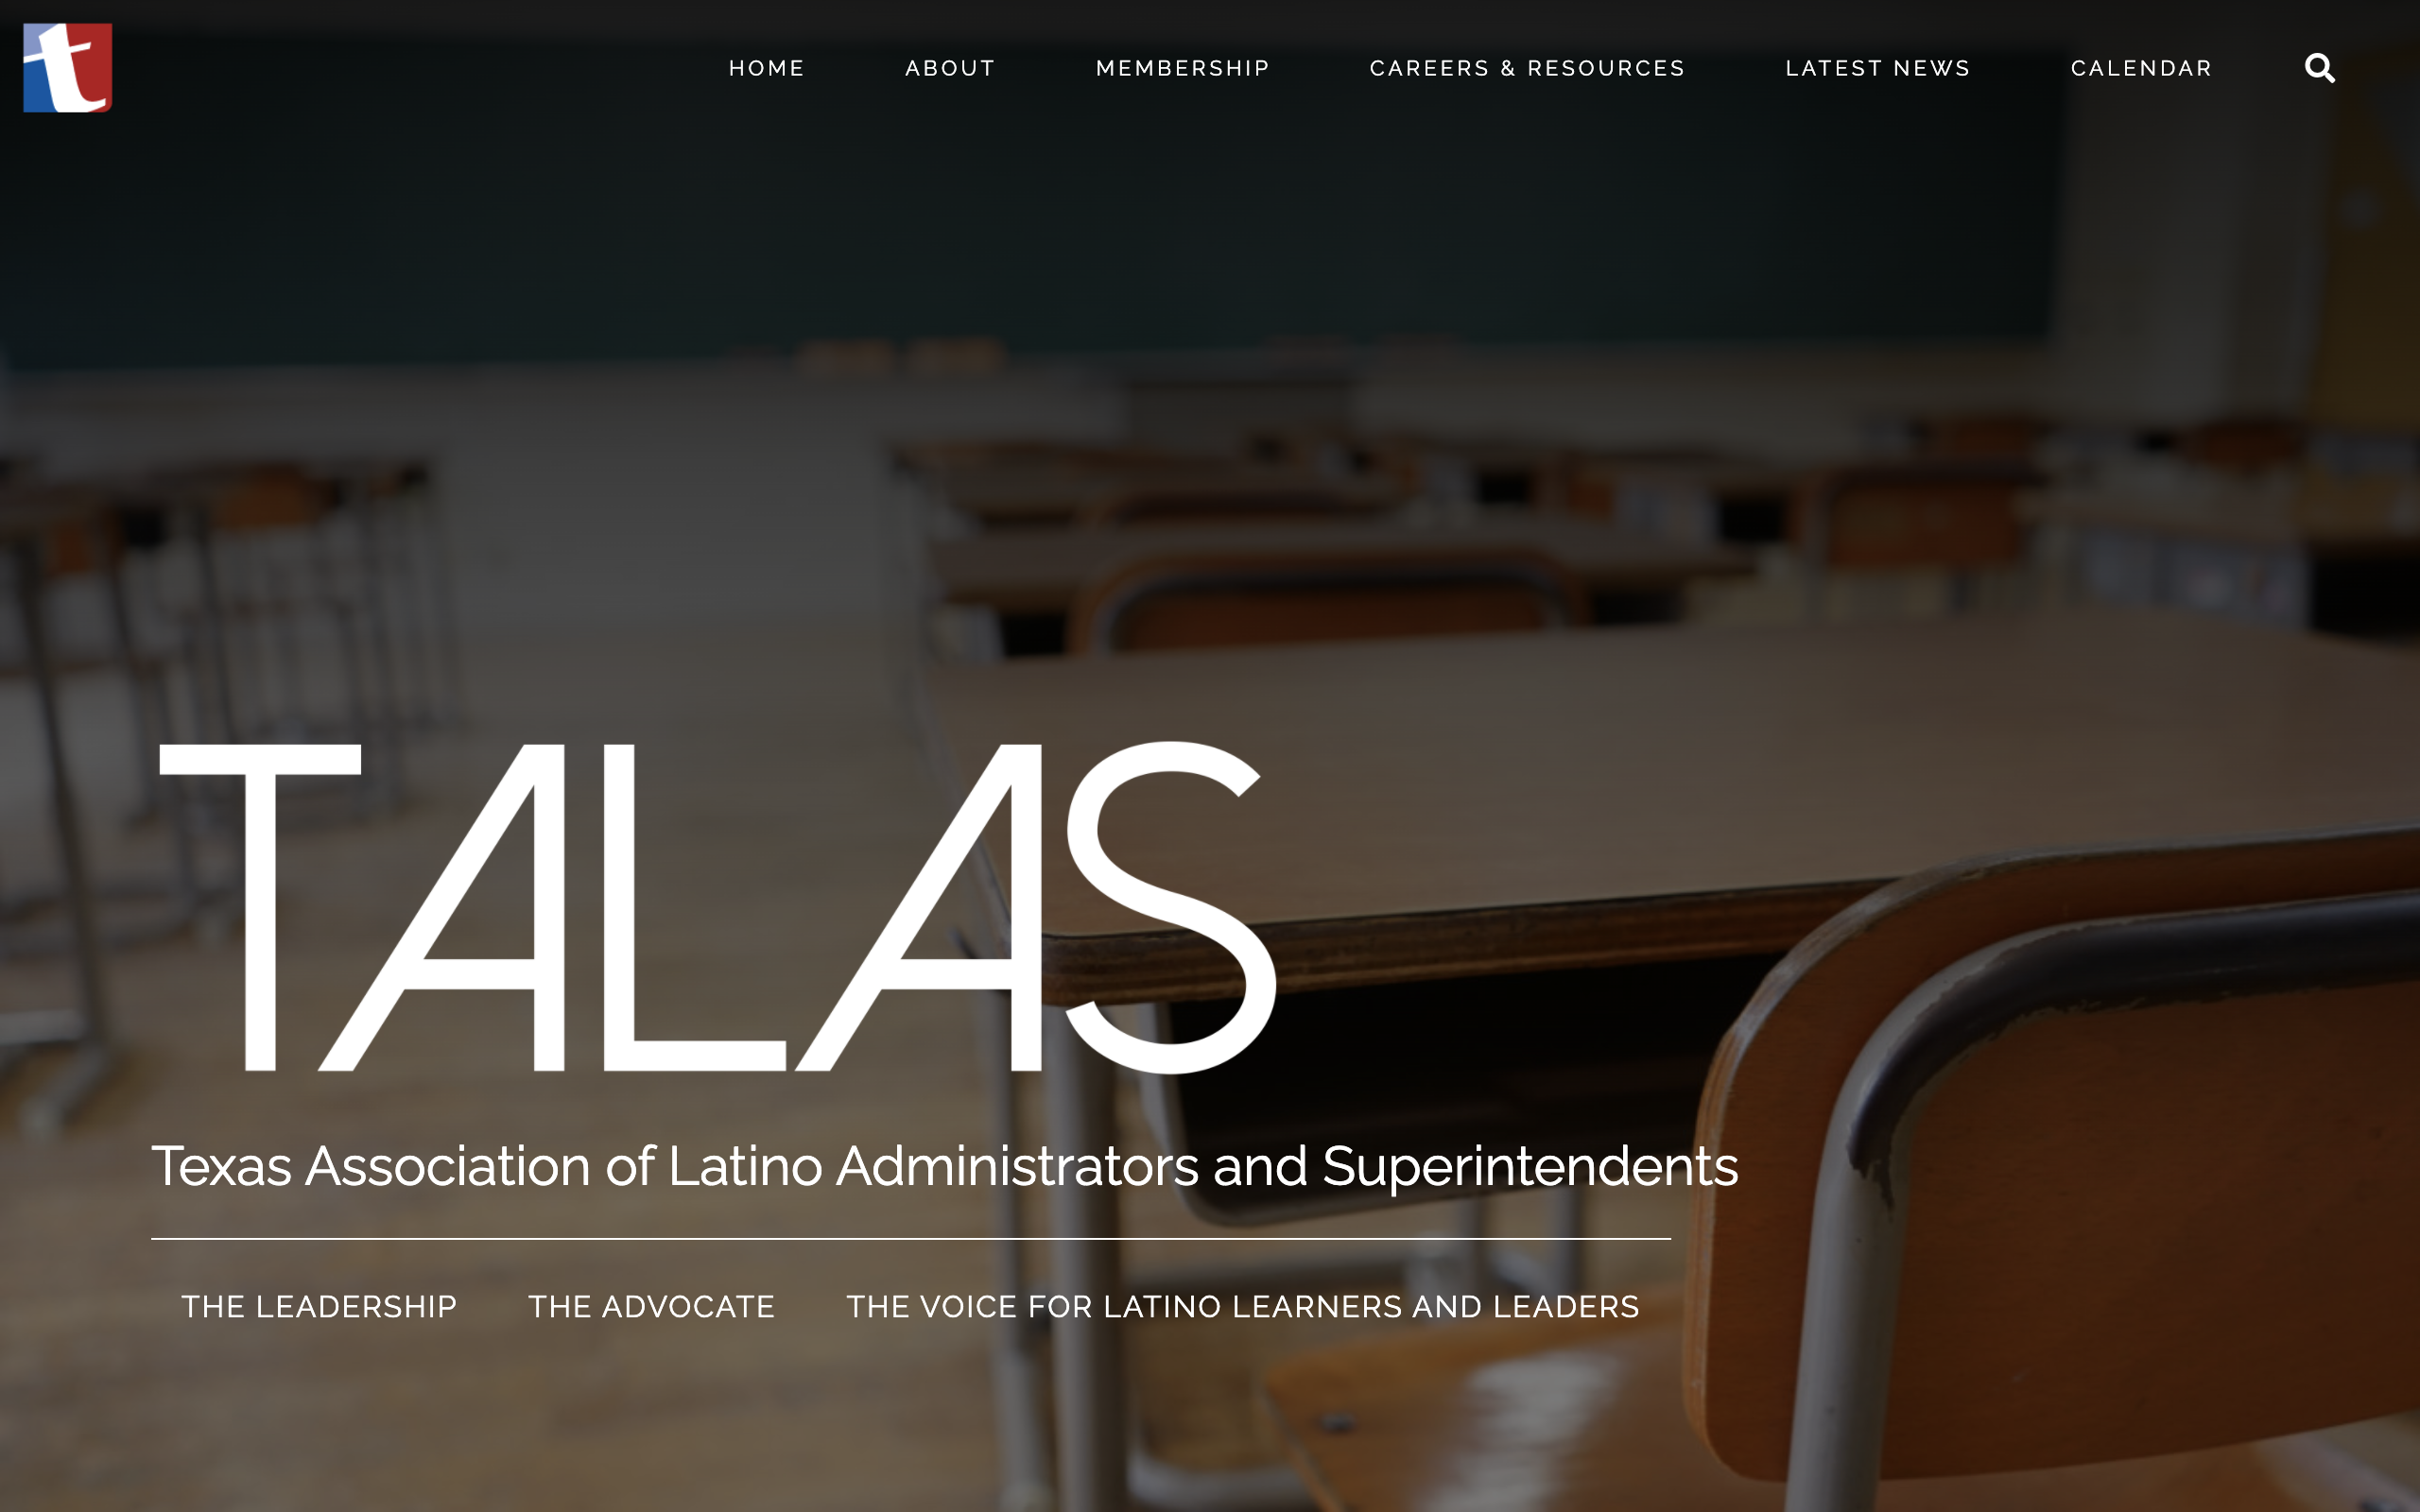 t
HOME ABOUT MEMBERSHIP CAREERS & RESOURCES LATEST NEWS CALENDAR
TALAS
Texas Association of Latino Administrators and Superintendents
THE LEADERSHIP THE ADVOCATE THE VOICE FOR LATINO LEARNERS AND LEADERS